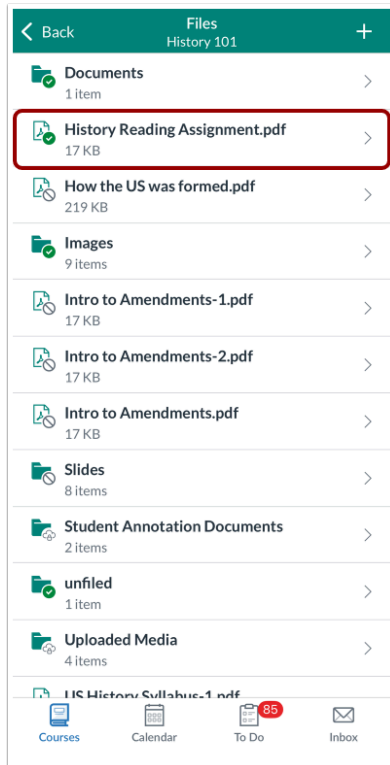 Back
Files
History 101
Documents
1 item
History Reading Assignment.pdf
17 KB
How the US was formed.pdf
219 KB
Images
9 items
Intro to Amendments-1.pdf
17 KB
Intro to Amendments-2.pdf
17 KB
Intro to Amendments.pdf
17 KB
Slides
8 items
Student Annotation Documents
2 items
unfiled
1 item
Uploaded Media
4 items
US History Syllabus-1.pdf
85
Courses
Calendar
To Do
Inbox